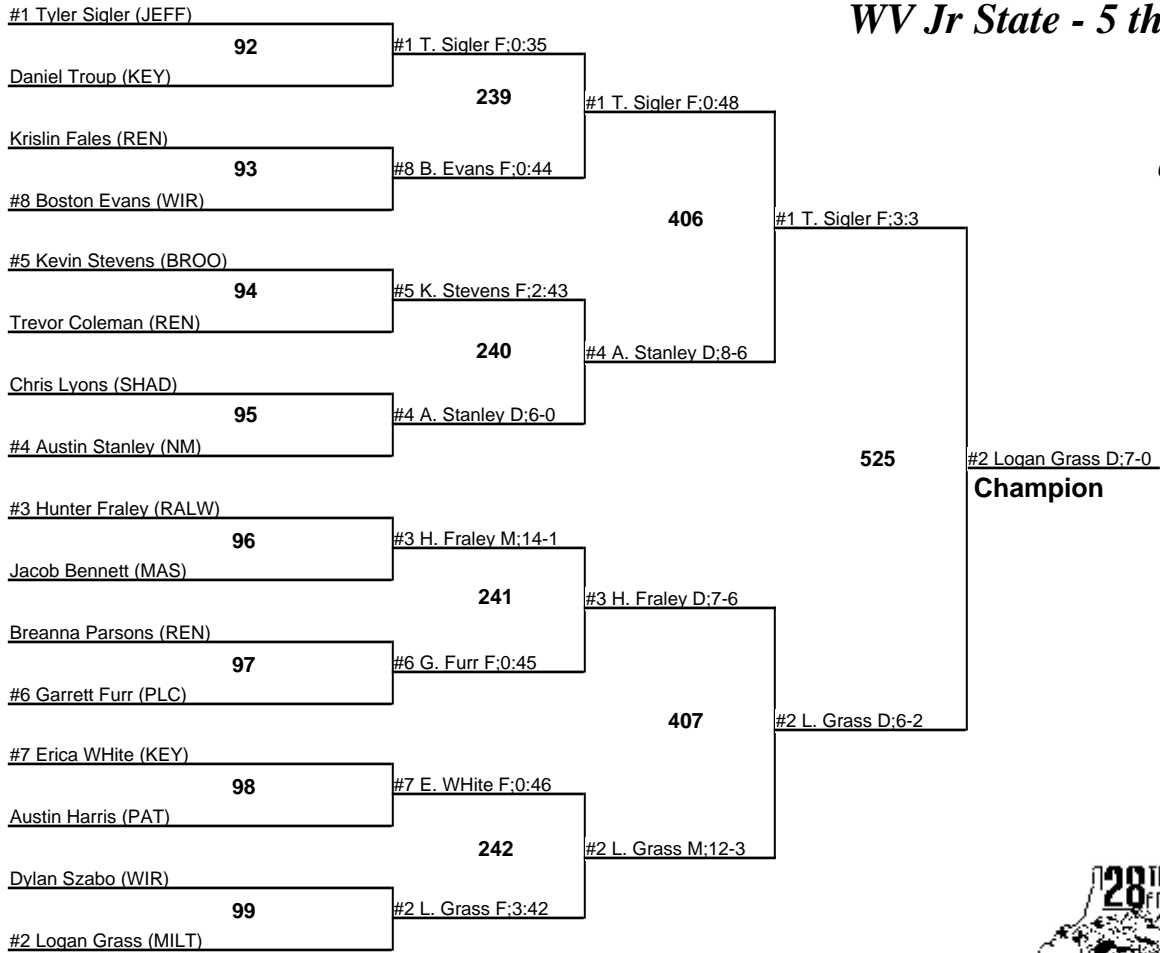 WV Jr State - 5 th
#1 Tyler Sigler (JEFF)
92
Daniel Troup (KEY)
#1 T. Sigler F;0:35
239
Krislin Fales (REN)
93
#8 Boston Evans (WIR)
#8 B. Evans F;0:44
#1 T. Sigler F;0:48
406
#5 Kevin Stevens (BROO)
94
Trevor Coleman (REN)
#5 K. Stevens F;2:43
240
Chris Lyons (SHAD)
95
#4 Austin Stanley (NM)
#4 A. Stanley D;6-0
#4 A. Stanley D;8-6
#1 T. Sigler F;3:3
525
#3 Hunter Fraley (RALW)
96
Jacob Bennett (MAS)
#3 H. Fraley M;14-1
241
Breanna Parsons (REN)
97
#6 Garrett Furr (PLC)
#6 G. Furr F;0:45
#3 H. Fraley D;7-6
407
#7 Erica WHite (KEY)
98
Austin Harris (PAT)
#7 E. WHite F;0:46
242
Dylan Szabo (WIR)
99
#2 Logan Grass (MILT)
#2 L. Grass F;3:42
#2 L. Grass M;12-3
#2 L. Grass D;6-2
#2 Logan Grass D;7-0
Champion
28